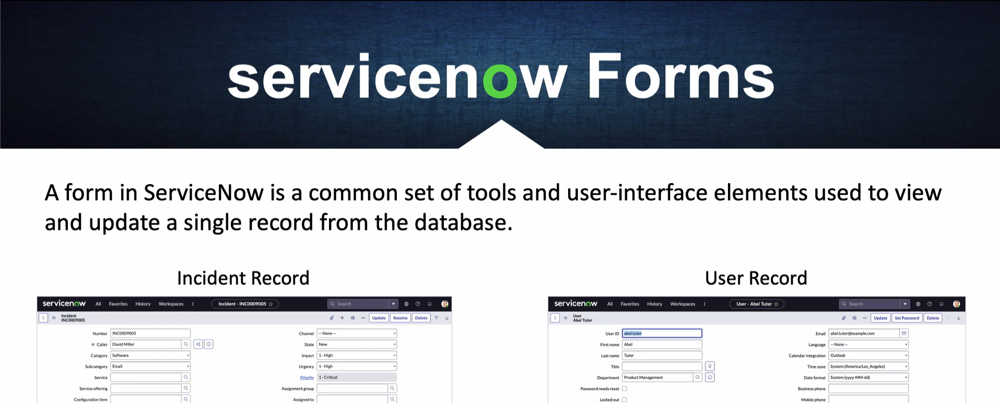 servicenow Forms
A form in ServiceNow is a common set of tools and user-interface elements used to view
and update a single record from the database.
Incident Record
servicenow All Favorites History Workspaces Incident - INC0009005 Search
Incident
INC0009005
Update Resolve Delete
Number INC0009005
Caller David Miller
Category Software
Subcategory Email
Service
Service offering
Configuration item
Channel -- None --
State New
Impact 1 - High
Urgency 1 - High
Priority 1 - Critical
Assignment group
Assigned to
User Record
servicenow All Favorites History Workspaces User - Abel Tuter Search
User
Abel Tuter
Update Set Password Delete
User ID abel.tuter
First name Abel
Last name Tuter
Title
Department Product Management
Password needs reset
Locked out
Email abel.tuter@example.com
Language -- None --
Calendar integration Outlook
Time zone System (America/Los_Angeles)
Date format System (yyyy-MM-dd)
Business phone
Mobile phone